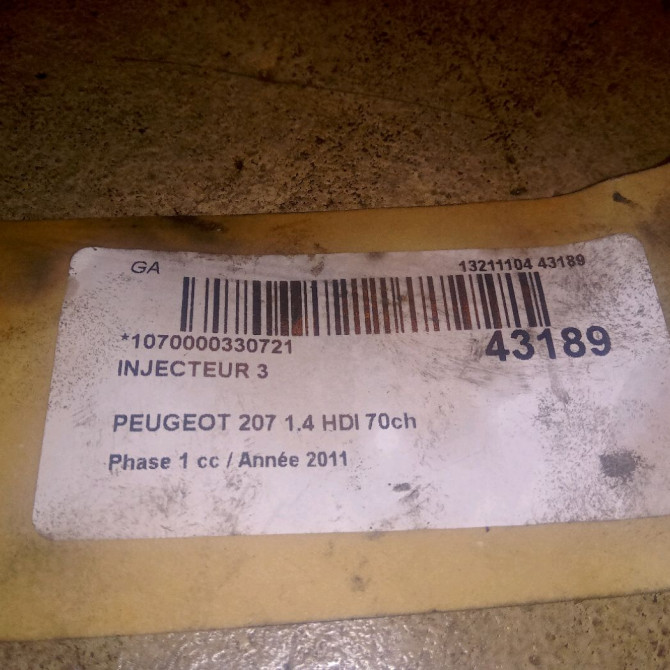 GA 13211104 43189
*1070000330721 43189
INJECTEUR 3
PEUGEOT 207 1.4 HDI 70ch
Phase 1 cc / Année 2011